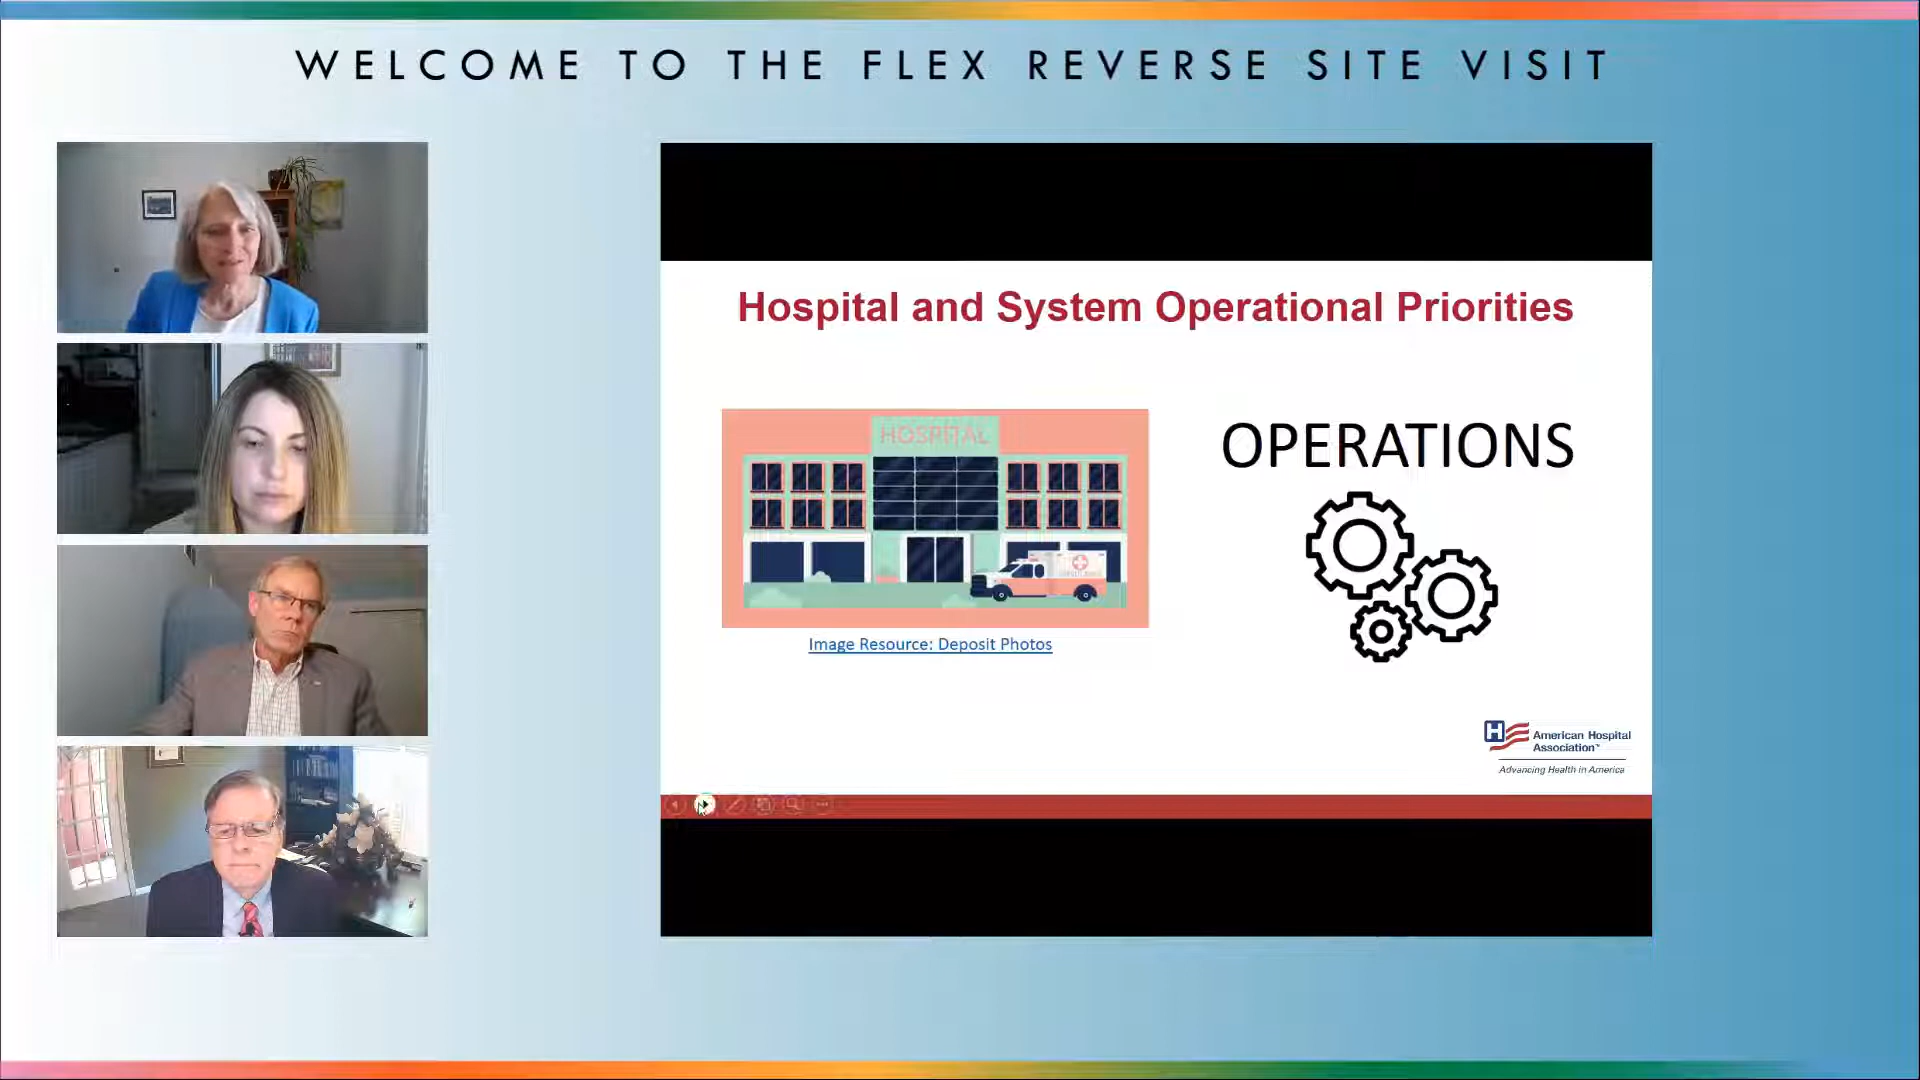 WELCOME TO THE FLEX REVERSE SITE VISIT
Hospital and System Operational Priorities
HOSPITAL
OPERATIONS
Image Resource: Deposit Photos
H
American Hospital
Association™
Advancing Health in America